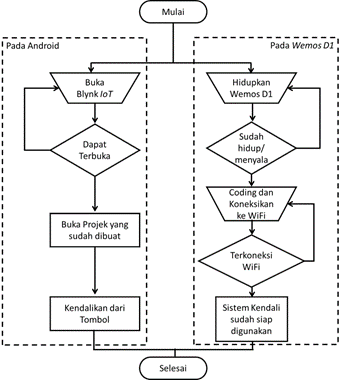 Mulai
Pada Android
Pada Wemos D1
Buka
Blynk IoT
Hidupkan
Wemos D1
Dapat
Terbuka
Sudah
hidup/
menyala
Coding dan
Koneksikan
ke WiFi
Buka Projek yang
sudah dibuat
Terkoneksi
WiFi
Kendalikan dari
Tombol
Sistem Kendali
sudah siap
digunakan
Selesai